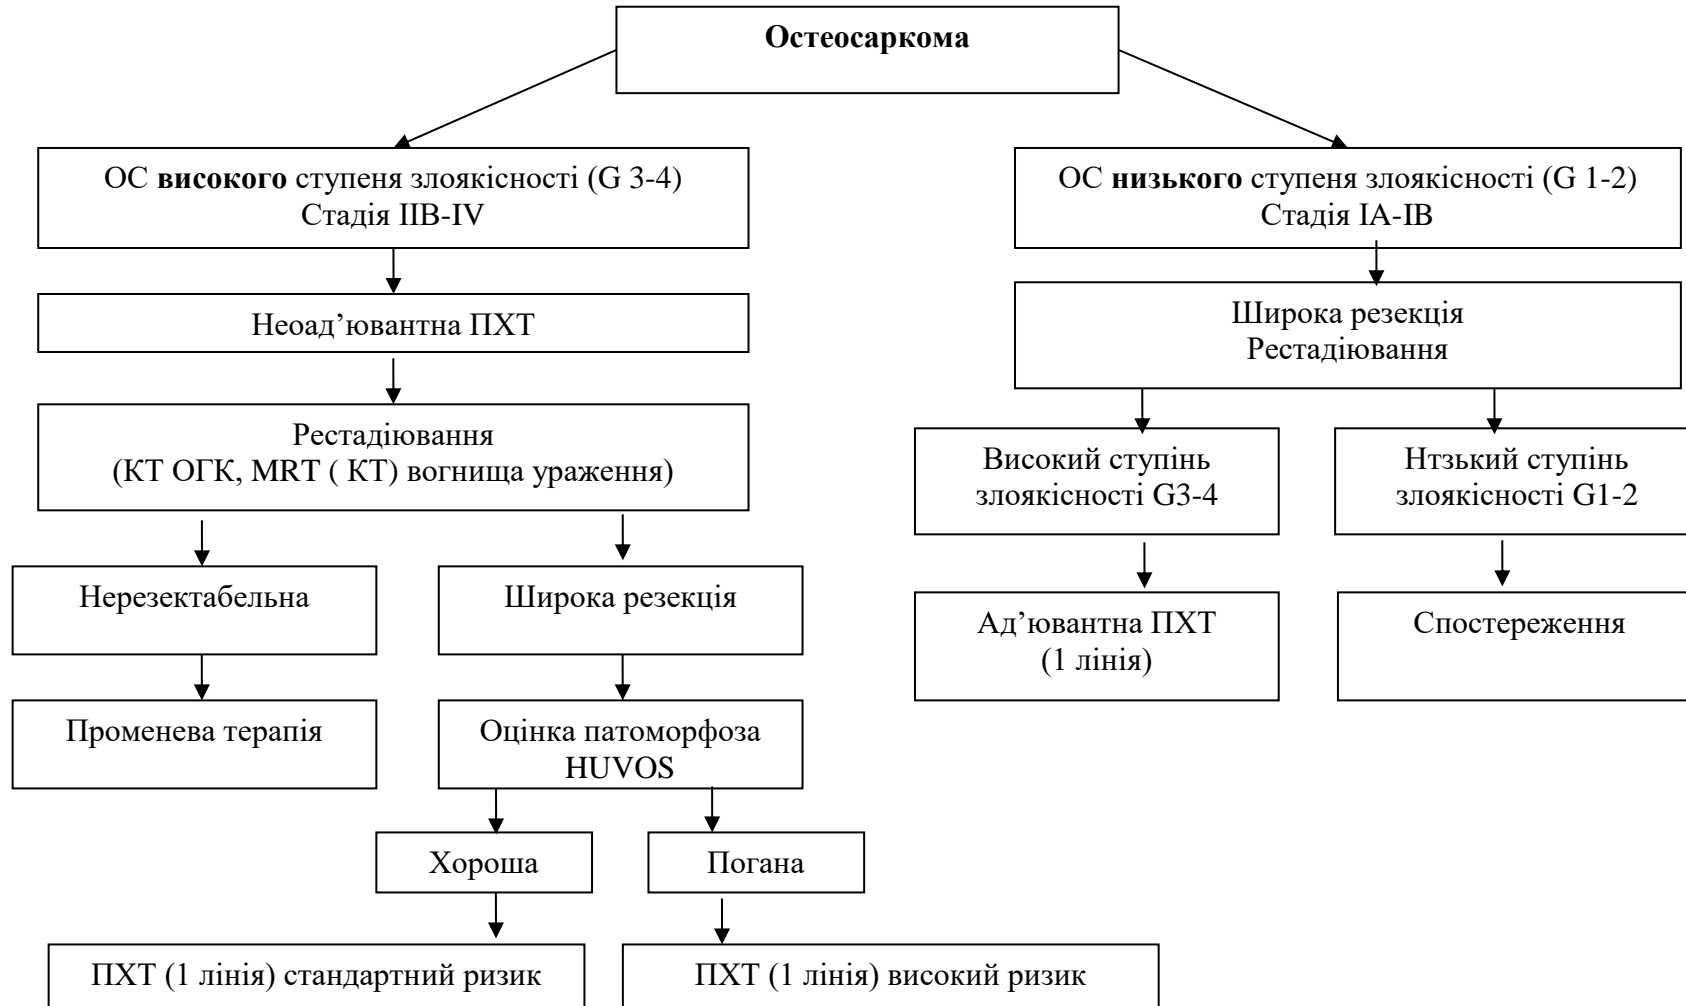 Остеосаркома
ОС високого ступеня злоякісності (G 3-4)
Стадія IIB-IV
ОС низького ступеня злоякісності (G 1-2)
Стадія IA-IB
Неоад’ювантна ПХТ
Широка резекція
Рестадіювання
Рестадіювання
(КТ ОГК, MRT ( КТ) вогнища ураження)
Високий ступінь
злоякісності G3-4
Нтзький ступінь
злоякісності G1-2
Нерезектабельна
Широка резекція
Ад’ювантна ПХТ
(1 лінія)
Спостереження
Променева терапія
Оцінка патоморфоза
HUVOS
Хороша
Погана
ПХТ (1 лінія) стандартний ризик
ПХТ (1 лінія) високий ризик